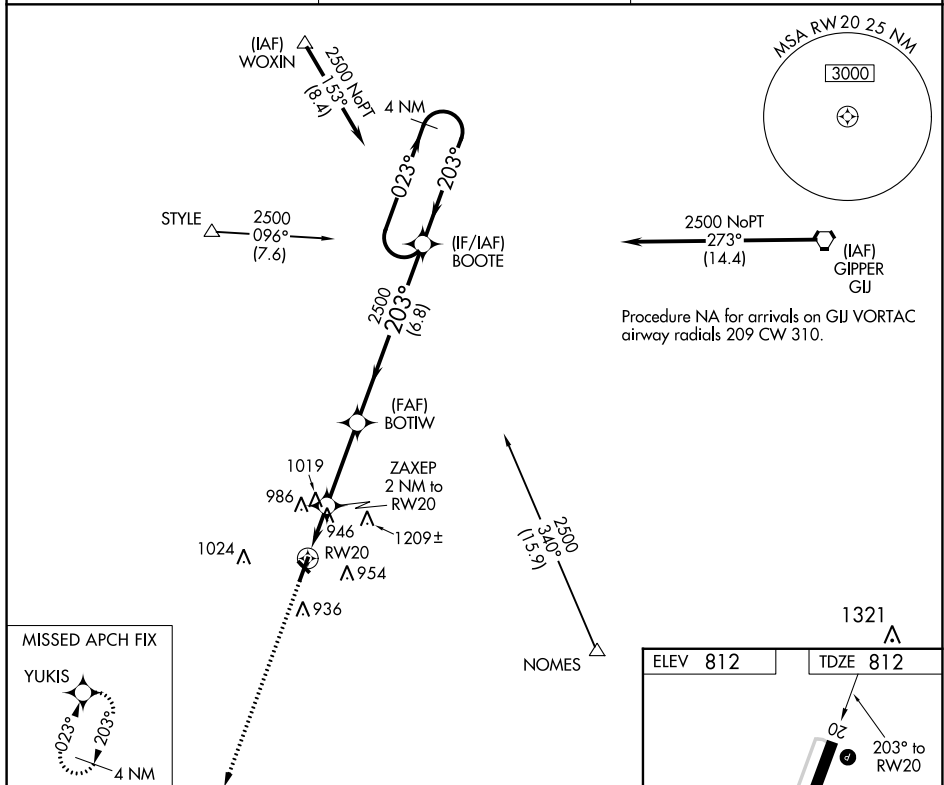 (IAF)
WOXIN
2500 NoPT
153°
(8.4)
4 NM
023°
203°
MSA RW20 25 NM
3000
STYLE
2500
096°
(7.6)
(IF/IAF)
BOOTE
2500 NoPT
273°
(14.4)
(IAF)
GIPPER
GIJ
Procedure NA for arrivals on GIJ VORTAC
airway radials 209 CW 310.
2500
203°
(6.8)
(FAF)
BOTIW
1019
986
ZAXEP
2 NM to
RW20
946
1209±
1024
RW20
954
936
2500
340°
(15.9)
NOMES
1321
MISSED APCH FIX
YUKIS
023°
203°
4 NM
ELEV 812
TDZE 812
20
P
203° to
RW20